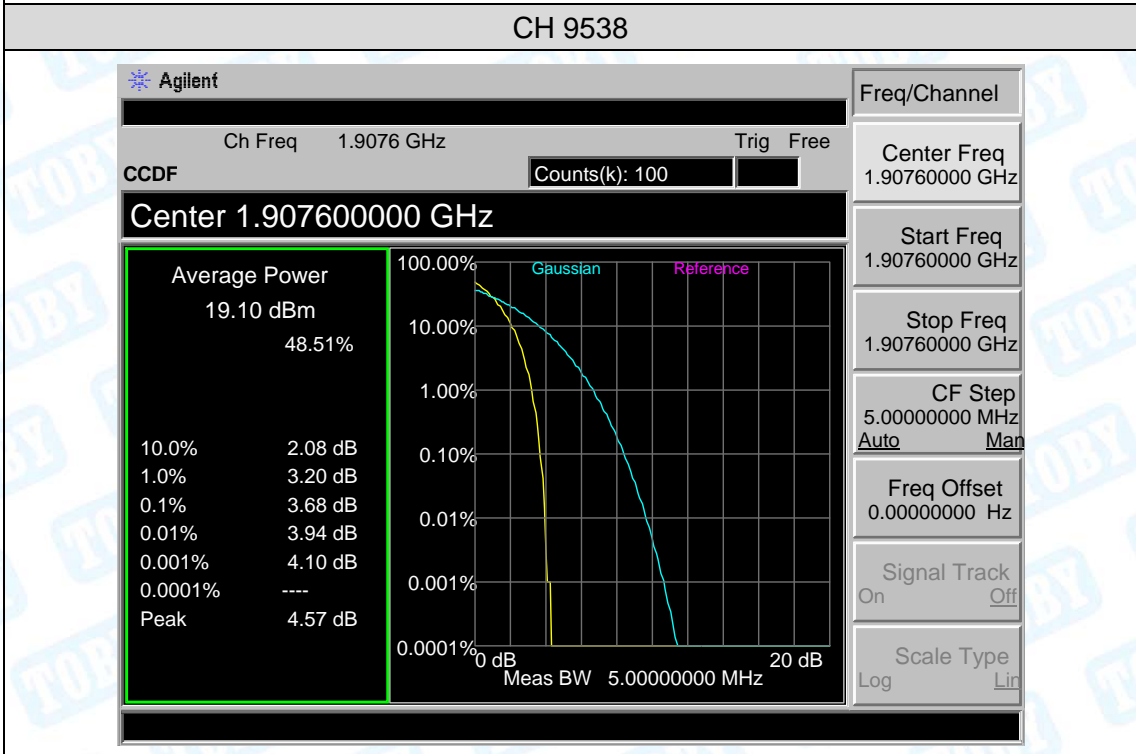 CH 9538
Agilent
Freq/Channel
Ch Freq 1.9076 GHz Trig Free
CCDF Counts(k): 100
Center 1.907600000 GHz
Average Power
19.10 dBm
48.51%
10.0% 2.08 dB
1.0% 3.20 dB
0.1% 3.68 dB
0.01% 3.94 dB
0.001% 4.10 dB
0.0001% ----
Peak 4.57 dB
100.00%
Gaussian Reference
10.00%
1.00%
0.10%
0.01%
0.001%
0.0001%
0 dB 20 dB
Meas BW 5.00000000 MHz
Center Freq
1.90760000 GHz
Start Freq
1.90760000 GHz
Stop Freq
1.90760000 GHz
CF Step
5.00000000 MHz
Auto Man
Freq Offset
0.00000000 Hz
Signal Track
On Off
Scale Type
Log Lin
TOBY